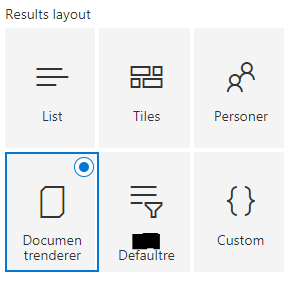 Results layout
List
Tiles
Personer
Documen
trenderer
Defaultre
Custom